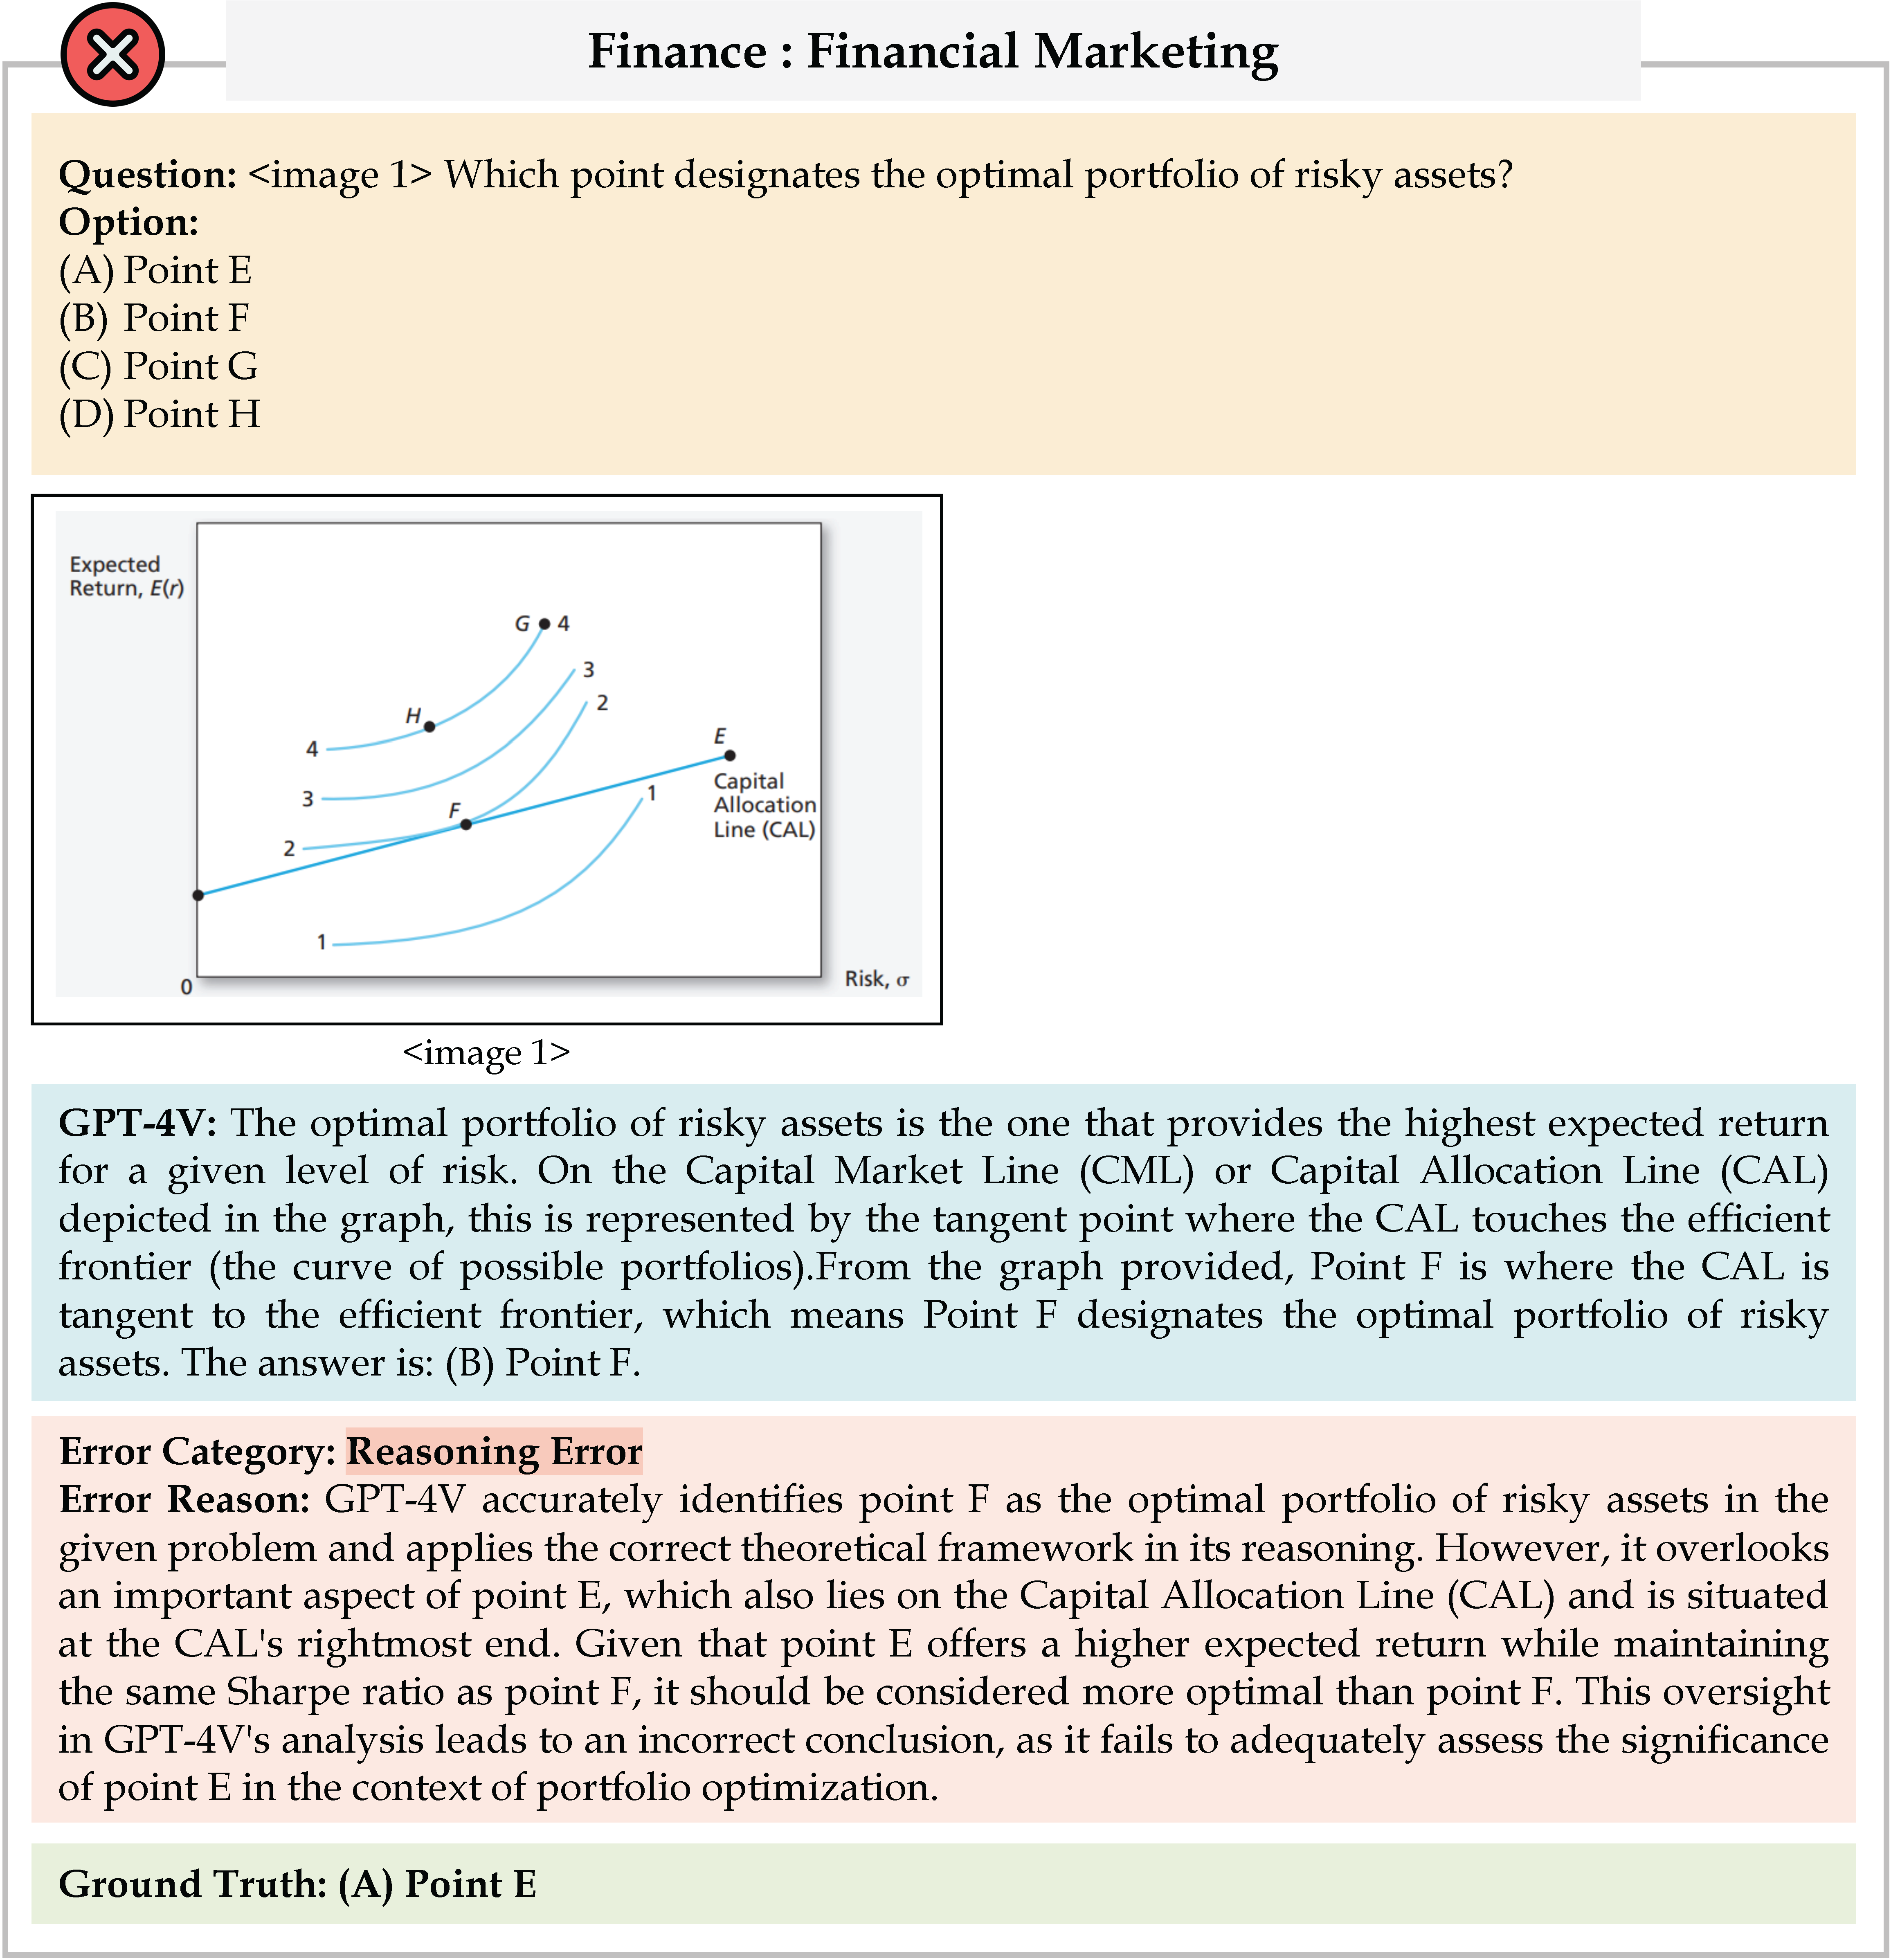 Finance : Financial Marketing
Question: <image 1> Which point designates the optimal portfolio of risky assets?
Option:
(A) Point E
(B) Point F
(C) Point G
(D) Point H
Expected
Return, E(r)
G 4
3
2
H
4
E
Capital
Allocation
Line (CAL)
3
F
1
2
1
0
Risk, σ
<image 1>
GPT-4V: The optimal portfolio of risky assets is the one that provides the highest expected return
for a given level of risk. On the Capital Market Line (CML) or Capital Allocation Line (CAL)
depicted in the graph, this is represented by the tangent point where the CAL touches the efficient
frontier (the curve of possible portfolios).From the graph provided, Point F is where the CAL is
tangent to the efficient frontier, which means Point F designates the optimal portfolio of risky
assets. The answer is: (B) Point F.
Error Category: Reasoning Error
Error Reason: GPT-4V accurately identifies point F as the optimal portfolio of risky assets in the
given problem and applies the correct theoretical framework in its reasoning. However, it overlooks
an important aspect of point E, which also lies on the Capital Allocation Line (CAL) and is situated
at the CAL's rightmost end. Given that point E offers a higher expected return while maintaining
the same Sharpe ratio as point F, it should be considered more optimal than point F. This oversight
in GPT-4V's analysis leads to an incorrect conclusion, as it fails to adequately assess the significance
of point E in the context of portfolio optimization.
Ground Truth: (A) Point E